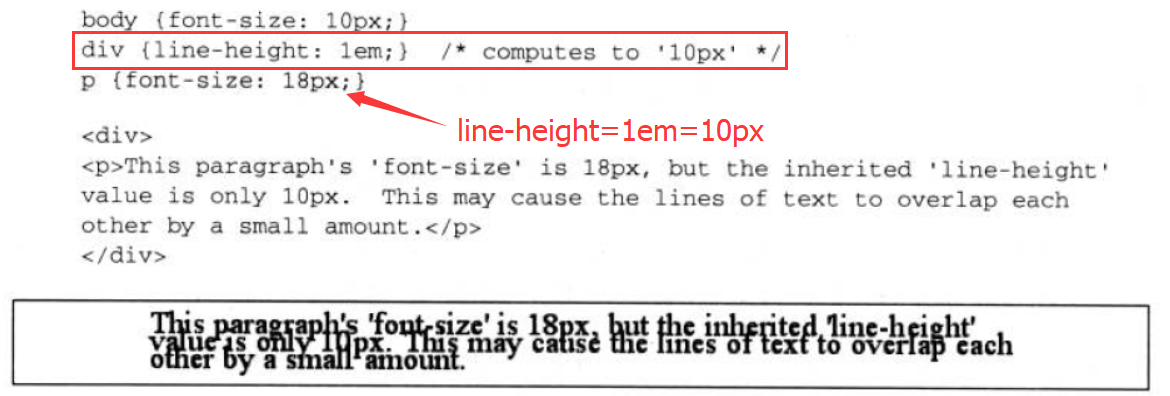 body {font-size: 10px;}
div {line-height: 1em;}  /* computes to '10px' */
p {font-size: 18px;}
line-height=1em=10px
<div>
<p>This paragraph's 'font-size' is 18px, but the inherited 'line-height'
value is only 10px.  This may cause the lines of text to overlap each
other by a small amount.</p>
</div>
This paragraph's 'font-size' is 18px, but the inherited 'line-height'
value is only 10px. This may cause the lines of text to overlap each
other by a small amount.